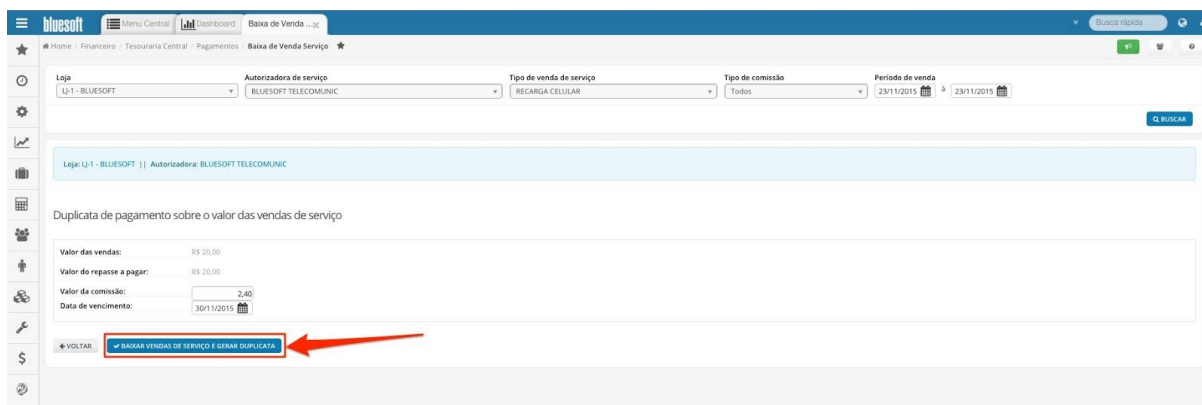 bluesoft Menu Central Dashboard Baixa de Venda ... Busca rápida
Home / Financeiro / Tesouraria Central / Pagamentos / Baixa de Venda Serviço
Loja Autorizadora de serviço Tipo de venda de serviço Tipo de comissão Período de venda
LJ-1 - BLUESOFT BLUESOFT TELECOMUNIC RECARGA CELULAR Todos 23/11/2015 à 23/11/2015
BUSCAR
Loja: LJ-1 - BLUESOFT || Autorizadora: BLUESOFT TELECOMUNIC
Duplicata de pagamento sobre o valor das vendas de serviço
Valor das vendas: R$ 20,00
Valor do repasse a pagar: R$ 20,00
Valor da comissão: 2,40
Data de vencimento: 30/11/2015
VOLTAR BAIXAR VENDAS DE SERVIÇO E GERAR DUPLICATA